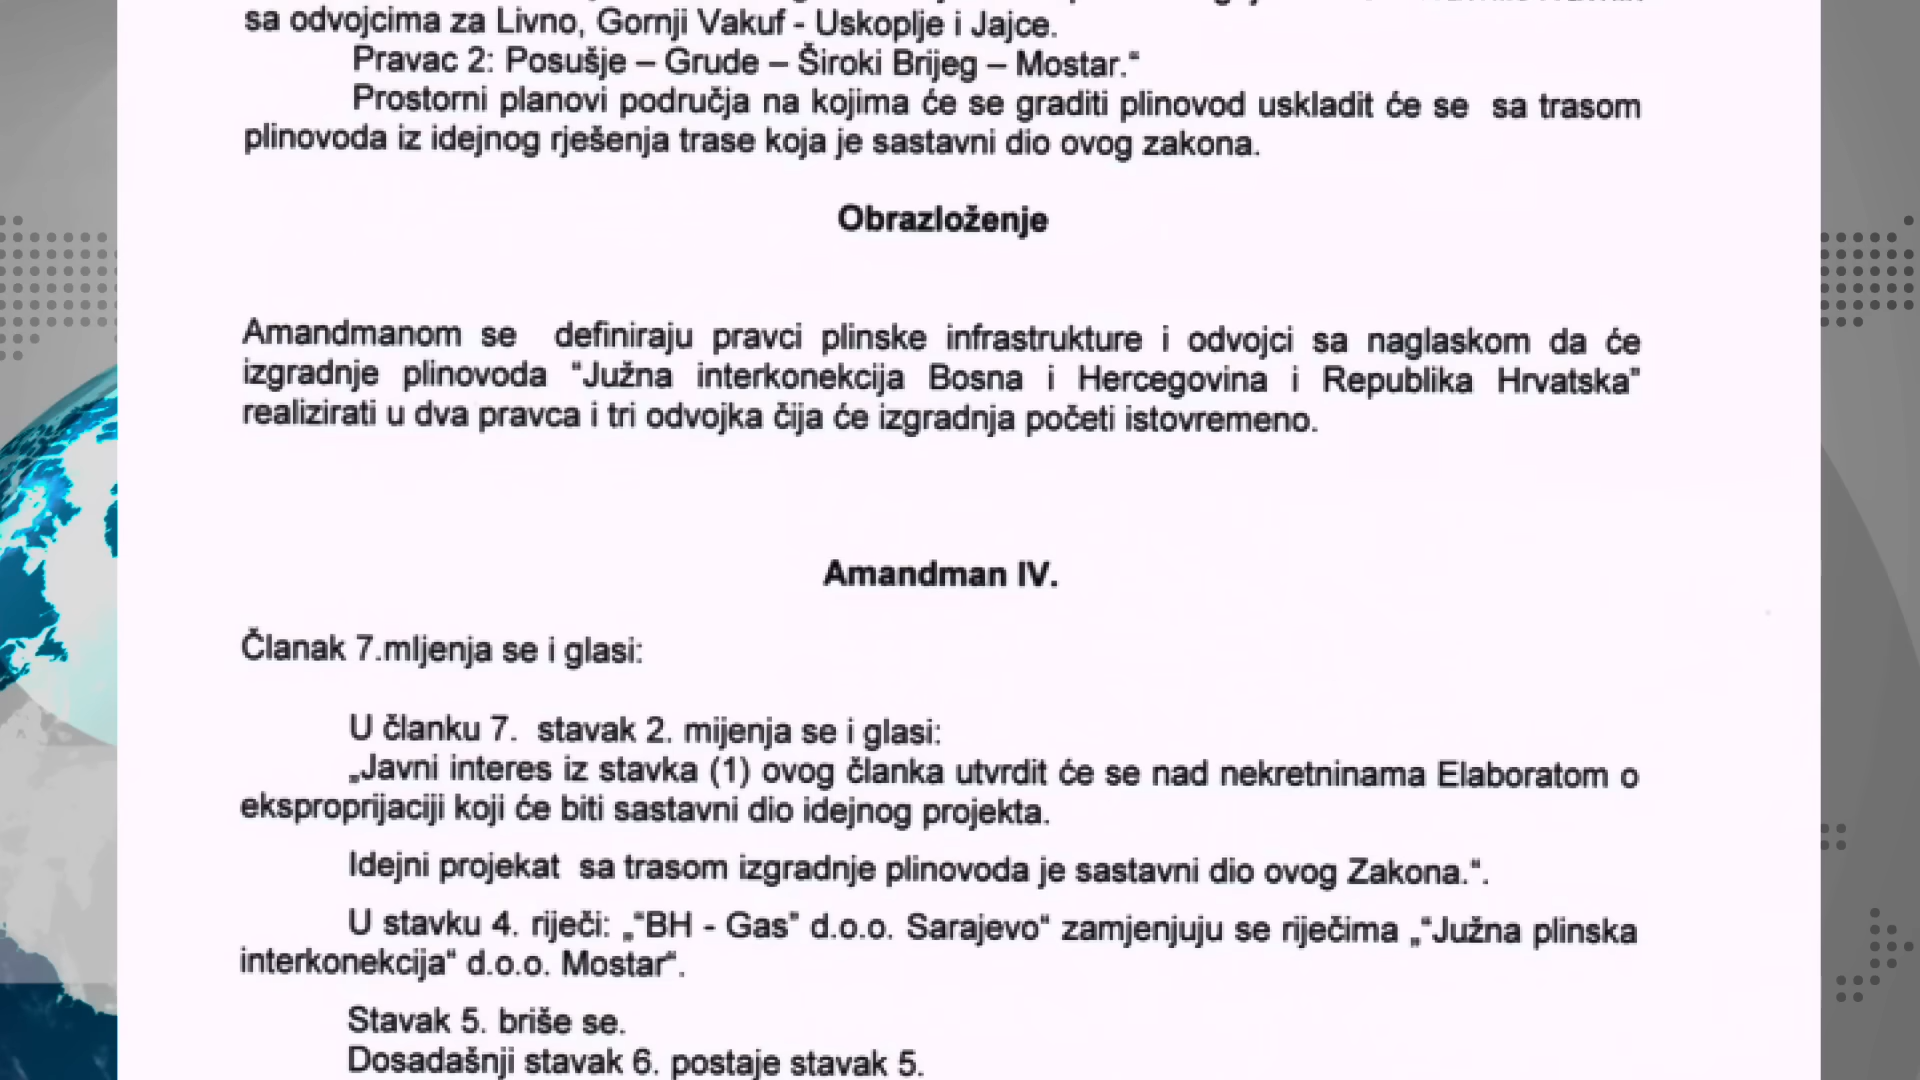 sa odvojcima za Livno, Gornji Vakuf - Uskoplje i Jajce.
Pravac 2: Posušje – Grude – Široki Brijeg – Mostar.“
Prostorni planovi područja na kojima će se graditi plinovod uskladit će se sa trasom
plinovoda iz idejnog rješenja trase koja je sastavni dio ovog zakona.
Obrazloženje
Amandmanom se definiraju pravci plinske infrastrukture i odvojci sa naglaskom da će
izgradnje plinovoda "Južna interkonekcija Bosna i Hercegovina i Republika Hrvatska"
realizirati u dva pravca i tri odvojka čija će izgradnja početi istovremeno.
Amandman IV.
Članak 7.mljenja se i glasi:
U članku 7. stavak 2. mijenja se i glasi:
„Javni interes iz stavka (1) ovog članka utvrdit će se nad nekretninama Elaboratom o
eksproprijaciji koji će biti sastavni dio idejnog projekta.
Idejni projekat sa trasom izgradnje plinovoda je sastavni dio ovog Zakona.“.
U stavku 4. riječi: „"BH - Gas" d.o.o. Sarajevo“ zamjenjuju se riječima „"Južna plinska
interkonekcija“ d.o.o. Mostar“.
Stavak 5. briše se.
Dosadašnji stavak 6. postaje stavak 5.